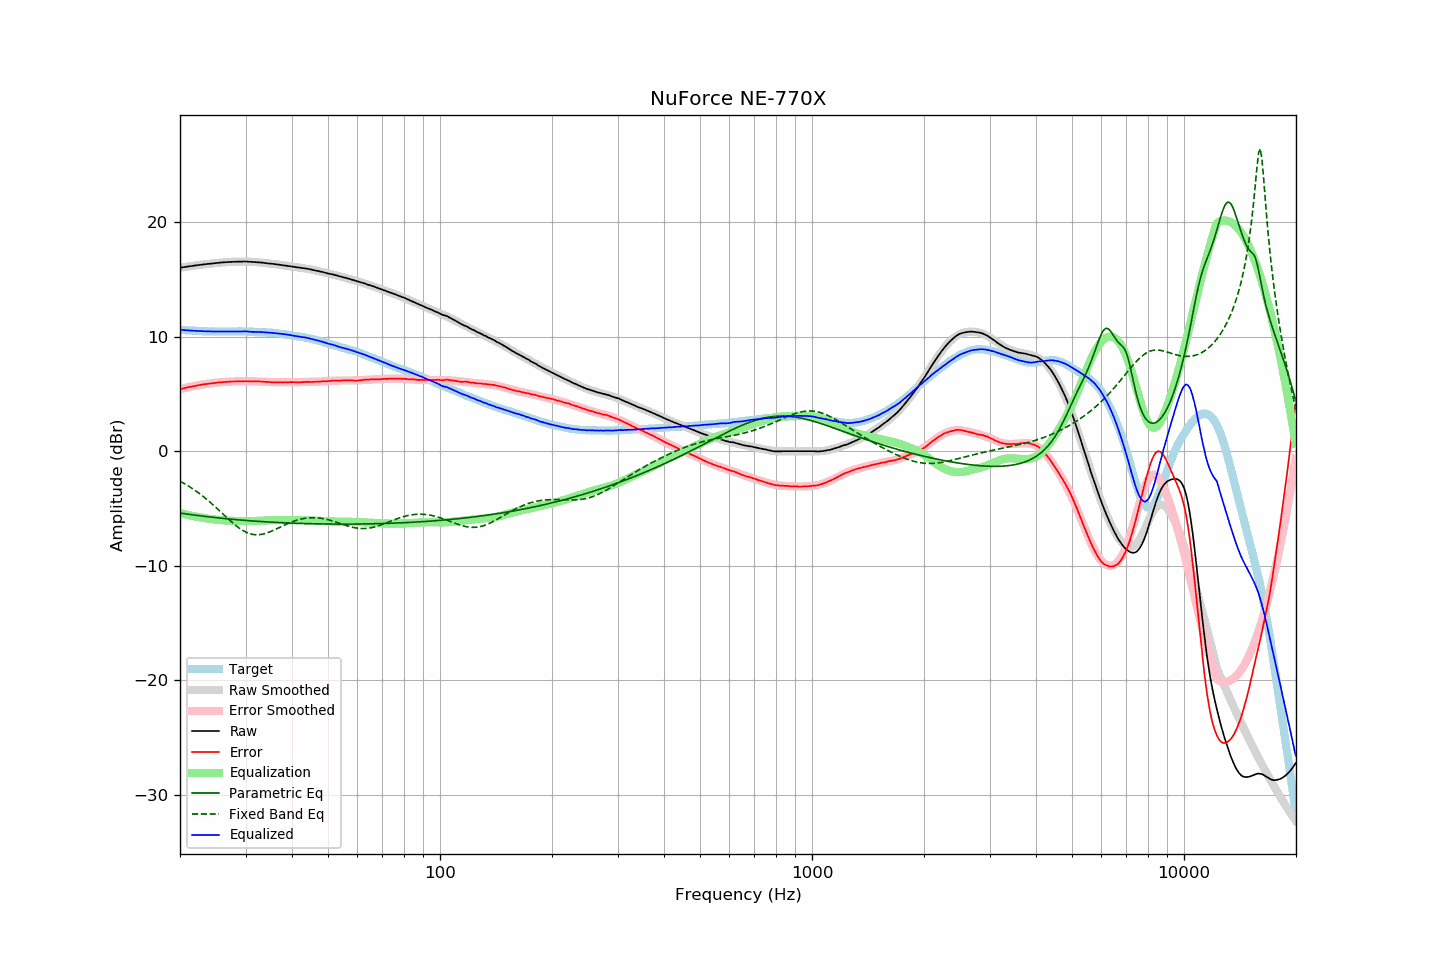 NuForce NE-770X
Amplitude (dBr)
20
10
0
−10
−20
−30
Target
Raw Smoothed
Error Smoothed
Raw
Error
Equalization
Parametric Eq
Fixed Band Eq
Equalized
100
1000
10000
Frequency (Hz)